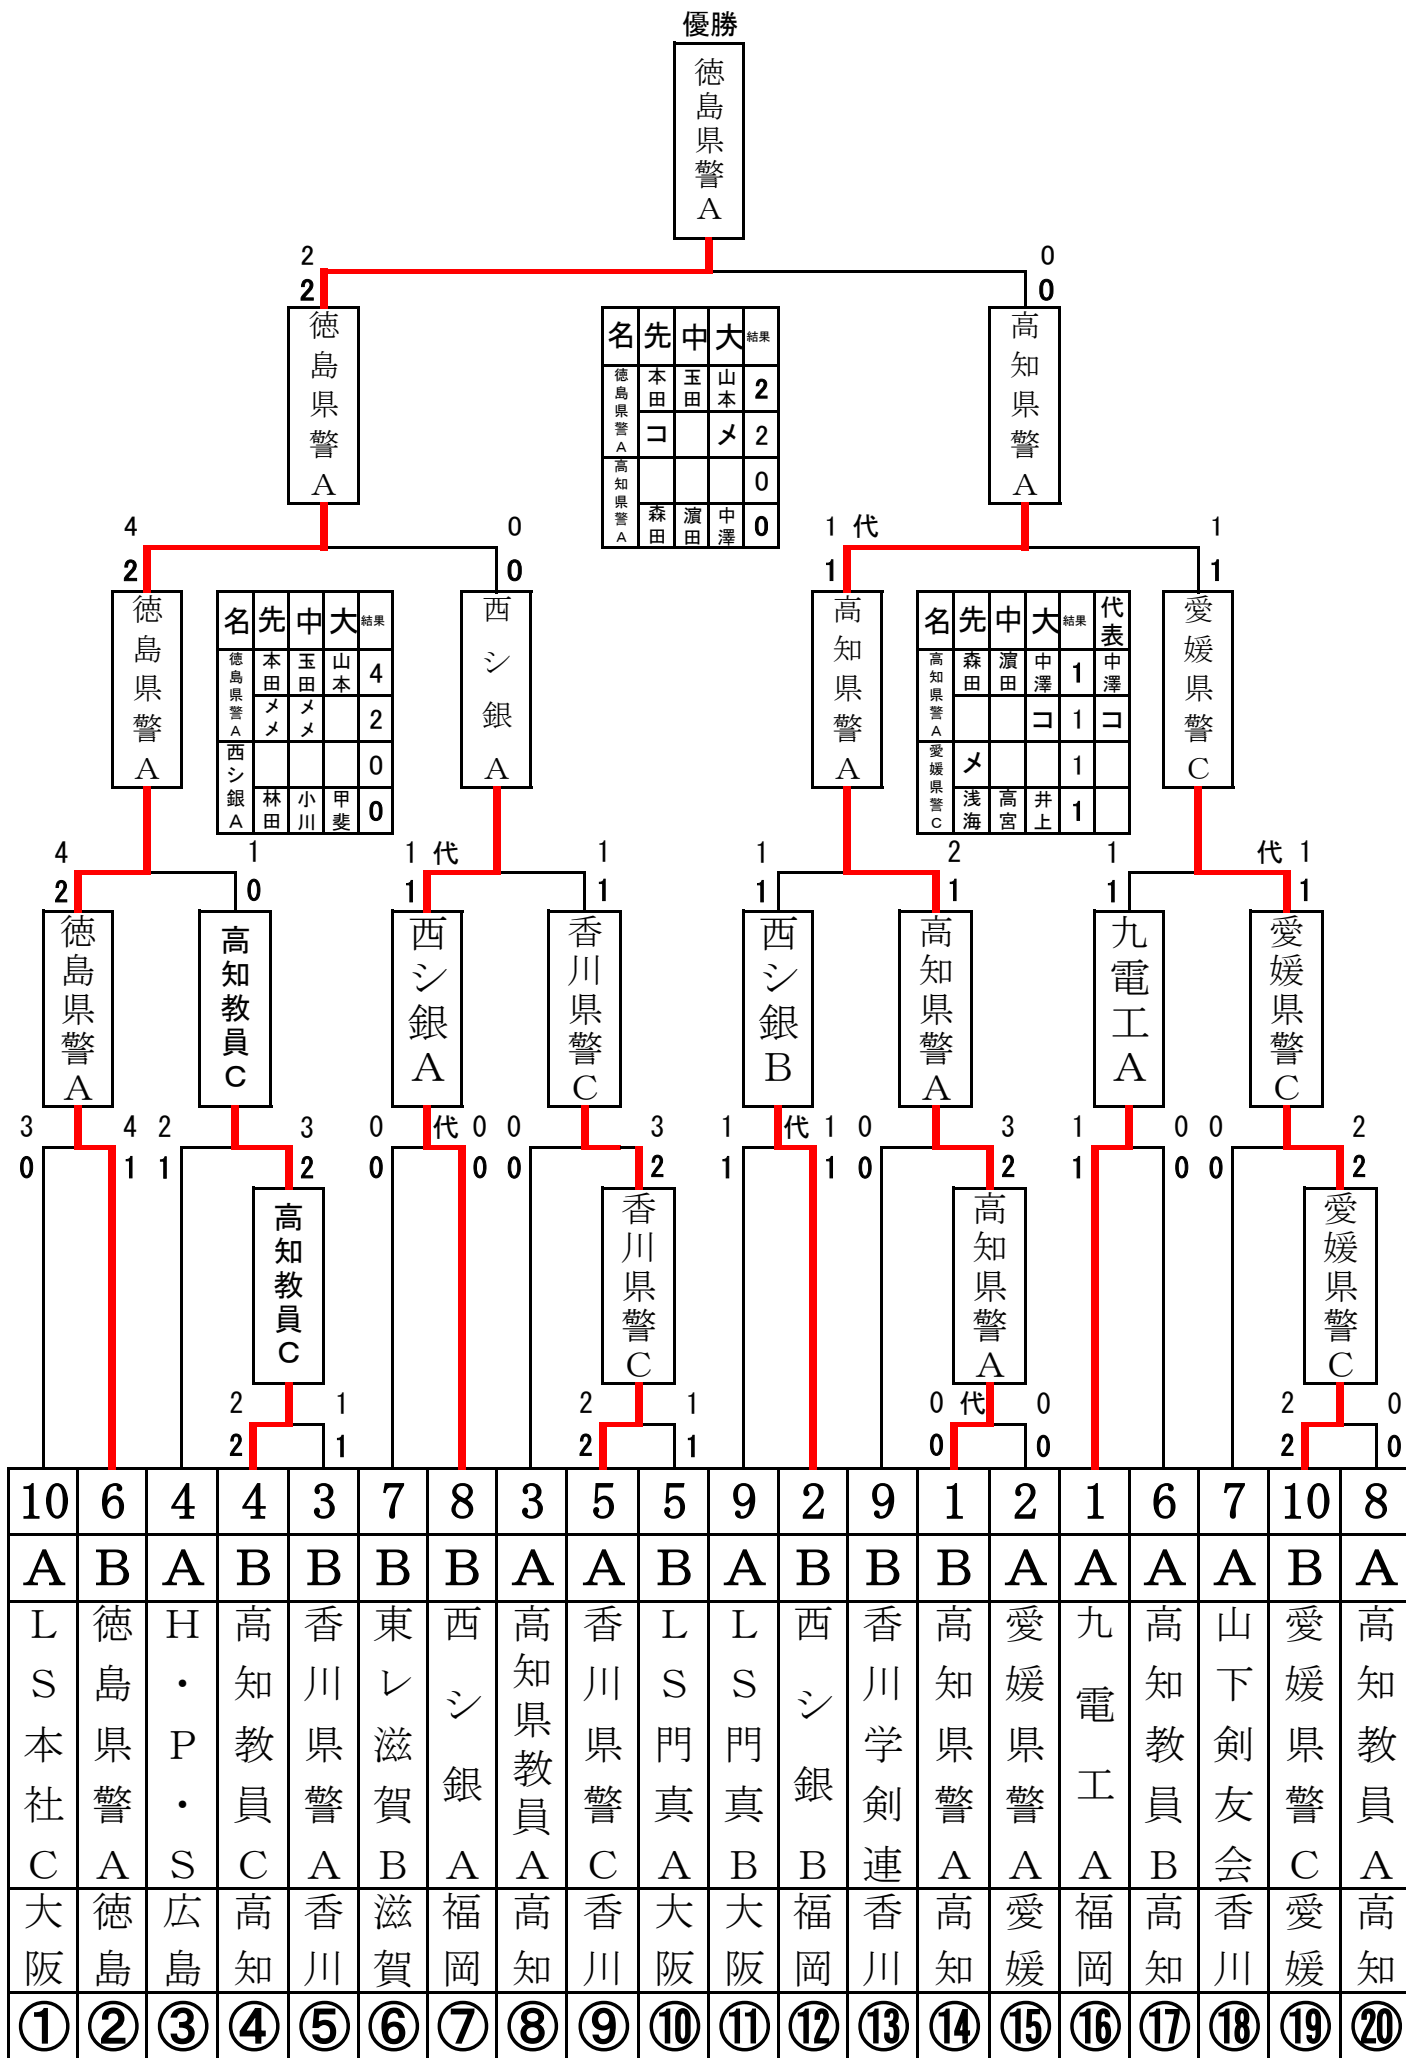 優勝
徳島県警A
2 0
2 0
徳島県警A
高知県警A
名 先 中 大 結果
徳島県警A 本田 玉田 山本 2
コ メ 2
高知県警A 0
森田 濵田 中澤 0
4 0 1 代 1
2 0 1 1
徳島県警A
西シ銀A
高知県警A
愛媛県警C
名 先 中 大 結果
徳島県警A 本田 玉田 山本 4
メメ メメ 2
西シ銀A 0
林田 小川 甲斐 0
名 先 中 大 結果 代表
高知県警A 森田 濵田 中澤 1 中澤
コ 1 コ
愛媛県警C メ 1
浅海 高宮 井上 1
4 1 1 代 1 1 2 1 代 1
2 0 1 1 1 1 1 1
徳島県警A
高知教員C
西シ銀A
香川県警C
西シ銀B
高知県警A
九電工A
愛媛県警C
3 4 2 3 0 代 0 0 3 1 代 1 0 3 1 0 0 2
0 1 1 2 0 0 0 2 1 1 0 2 1 0 0 2
高知教員C
香川県警C
高知県警A
愛媛県警C
2 1 2 1 0 代 0 2 0
2 1 2 1 0 0 2 0
10 6 4 4 3 7 8 3 5 5 9 2 9 1 2 1 6 7 10 8
A B A B B B B A A B A B B B A A A A B A
LS本社C
徳島県警A
H・P・S
高知教員C
香川県警A
東レ滋賀B
西シ銀A
高知県教員A
香川県警C
LS門真A
LS門真B
西シ銀B
香川学剣連
高知県警A
愛媛県警A
九電工A
高知教員B
山下剣友会
愛媛県警C
高知教員A
大阪 徳島 広島 高知 香川 滋賀 福岡 高知 香川 大阪 大阪 福岡 香川 高知 愛媛 福岡 高知 香川 愛媛 高知
① ② ③ ④ ⑤ ⑥ ⑦ ⑧ ⑨ ⑩ ⑪ ⑫ ⑬ ⑭ ⑮ ⑯ ⑰ ⑱ ⑲ ⑳